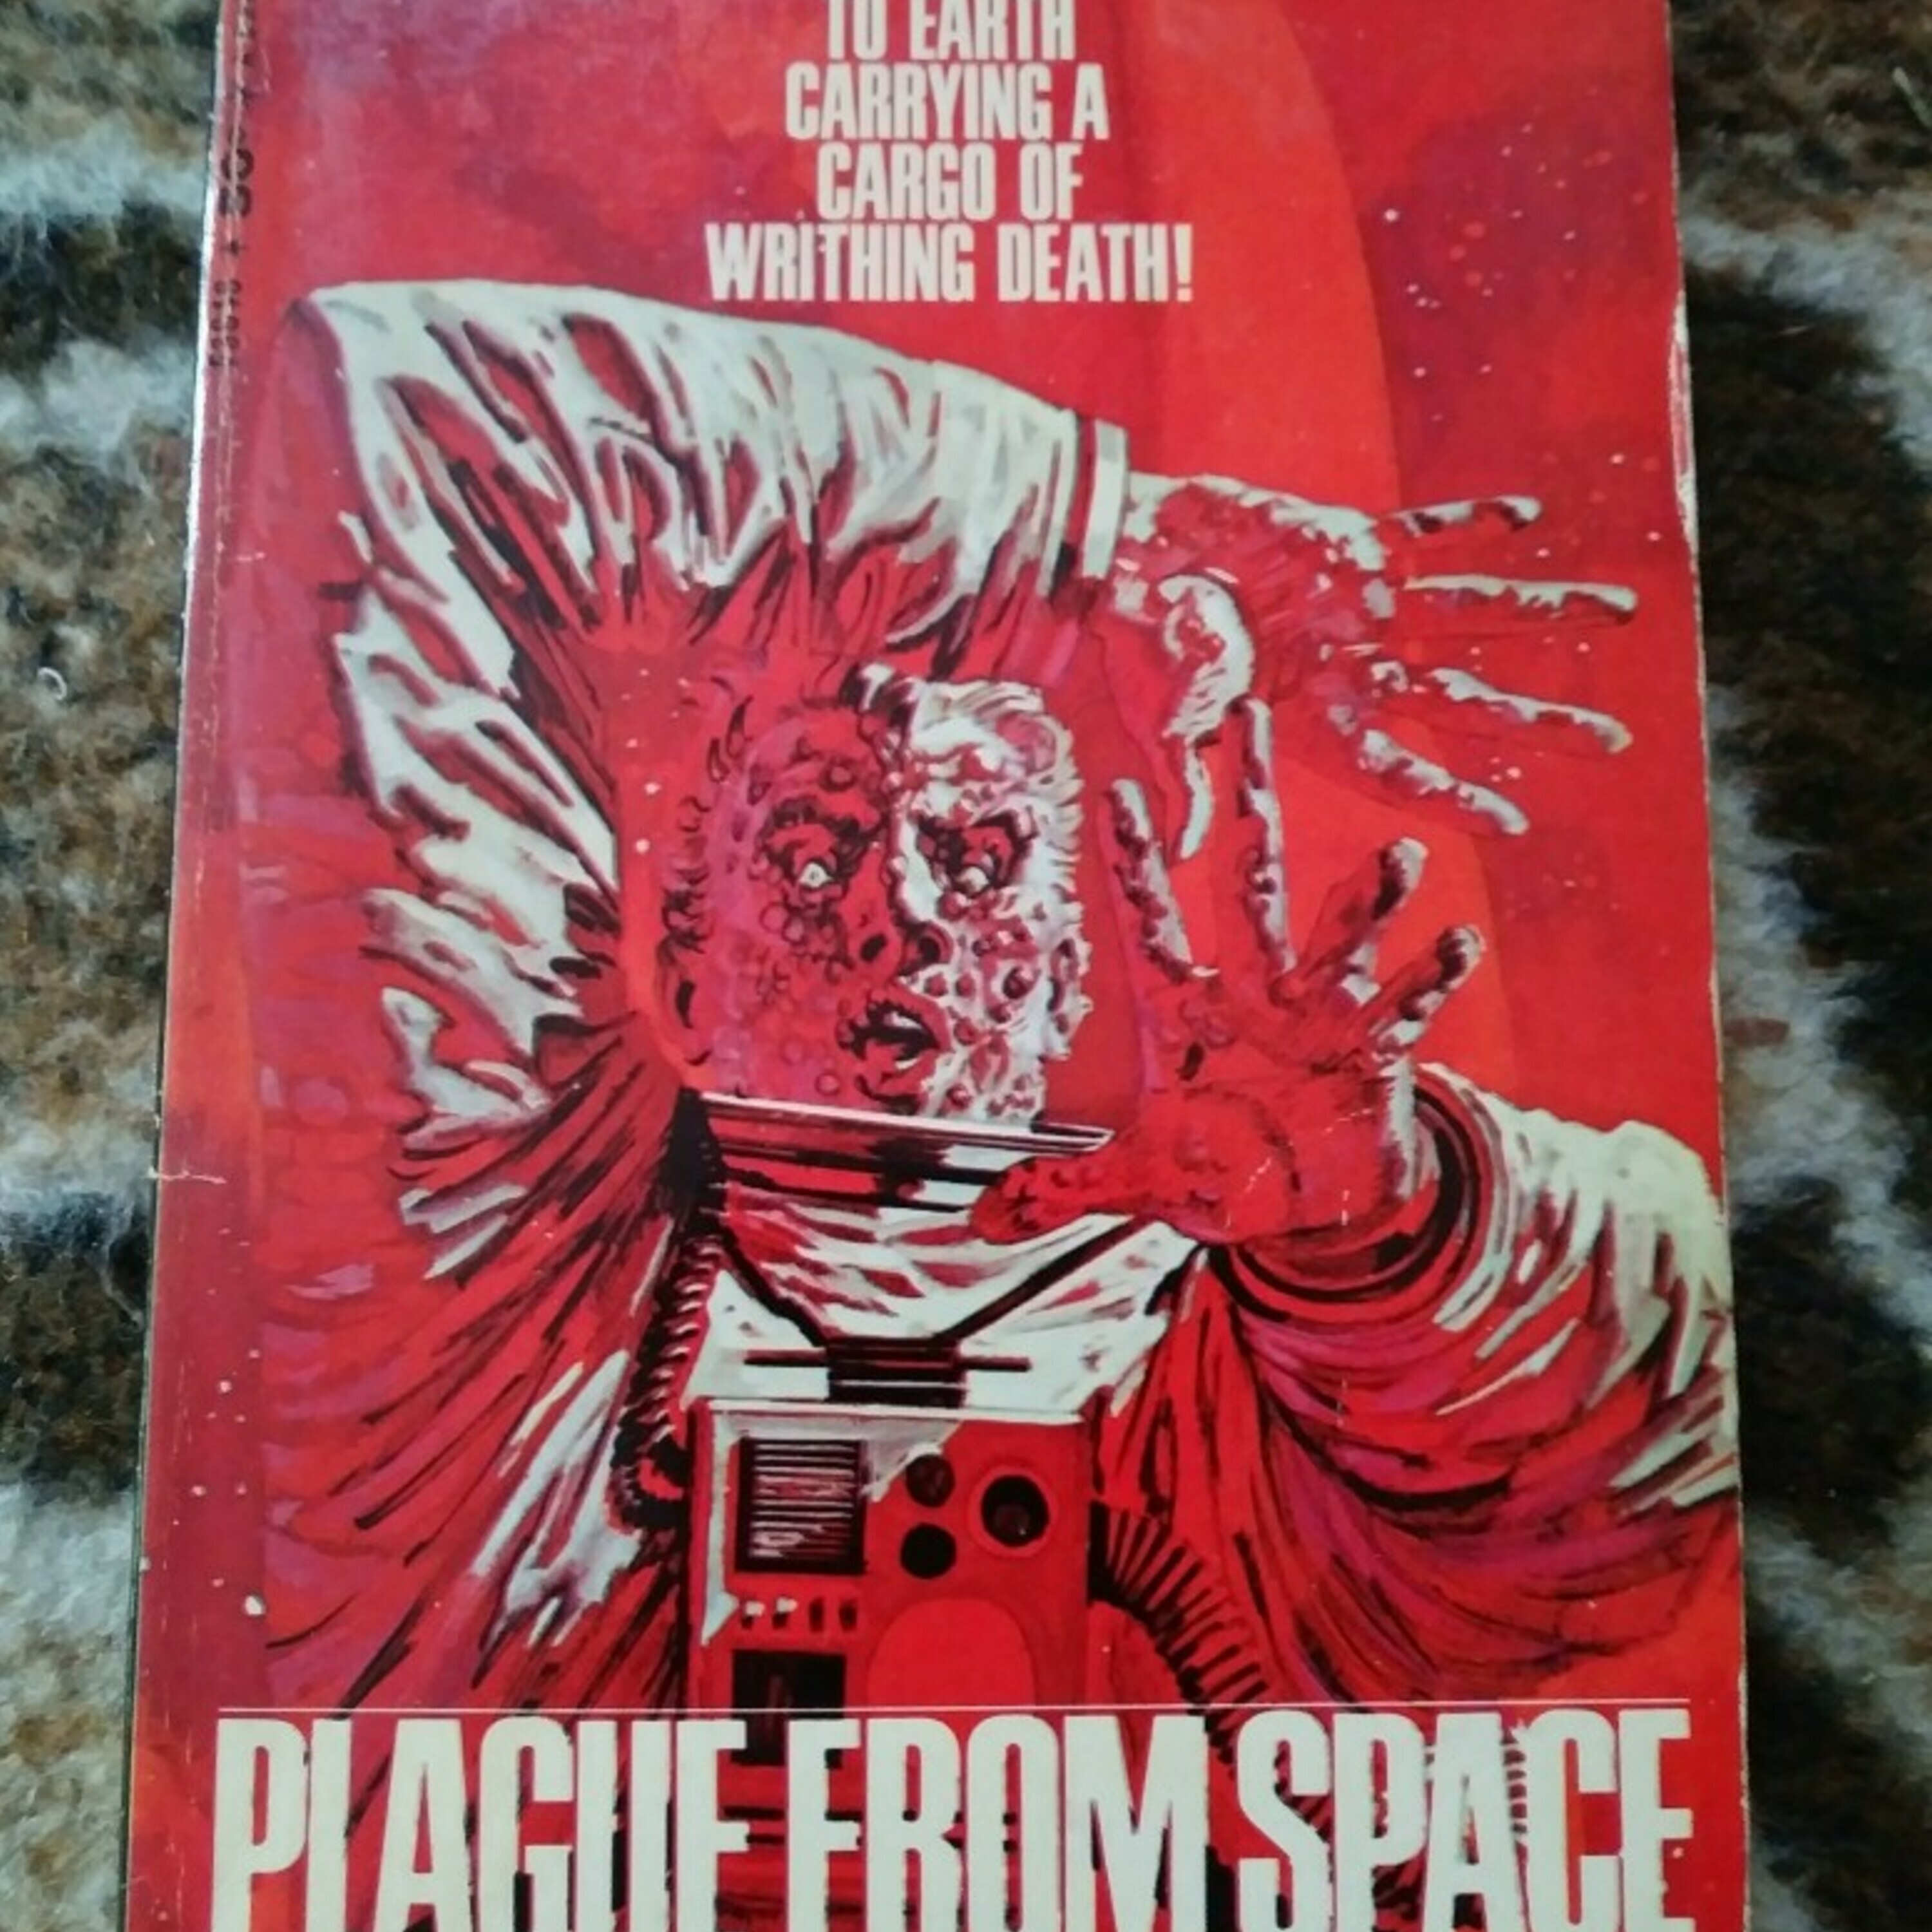 TO EARTH
CARRYING A
CARGO OF
WRITHING DEATH!
PLAGUE FROM SPACE